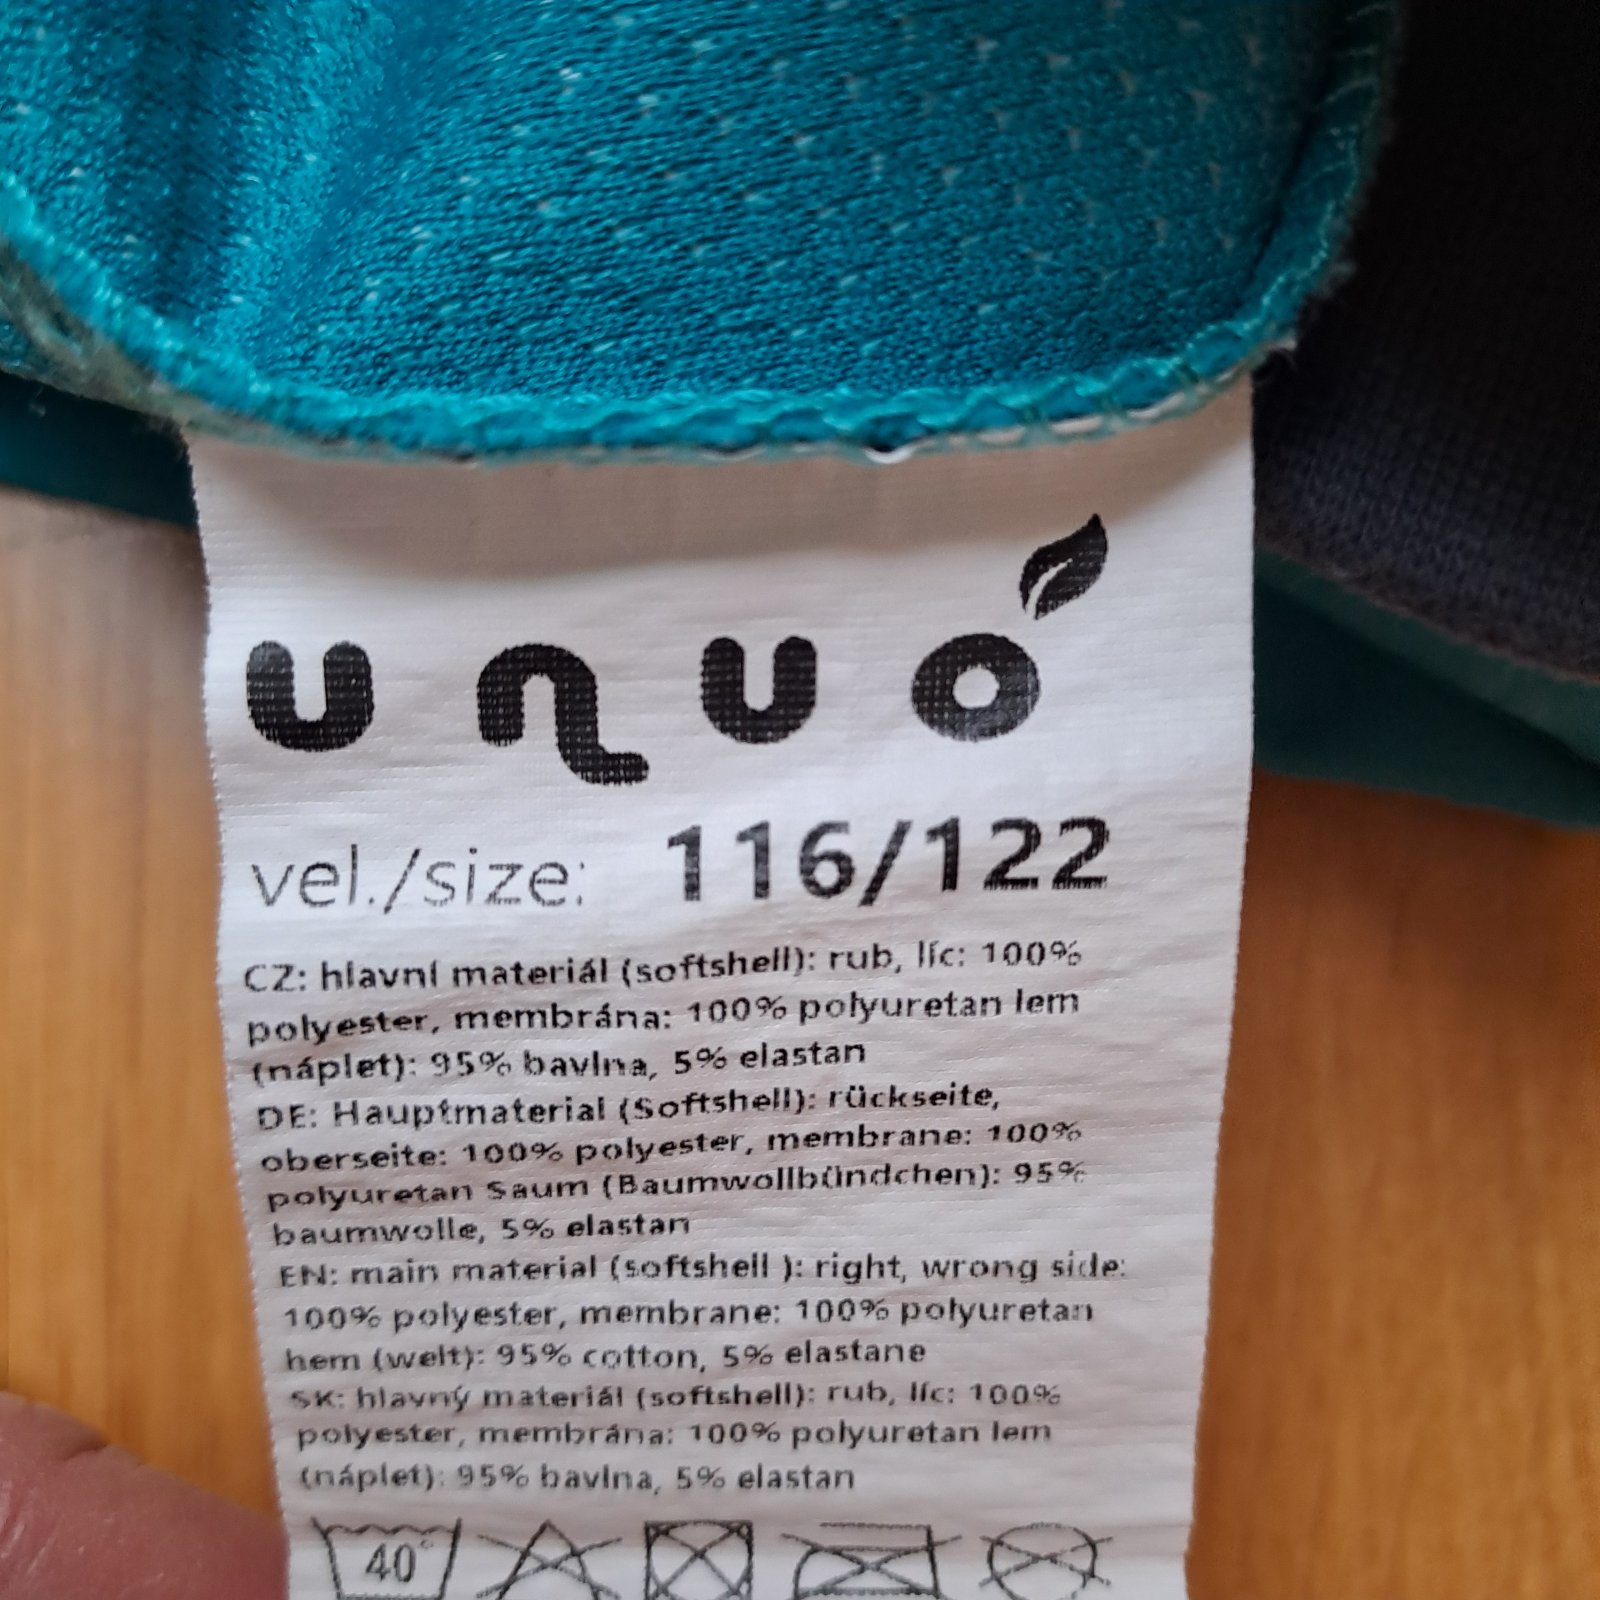 unuo
vel./size: 116/122
CZ: hlavní materiál (softshell): rub, líc: 100%
polyester, membrána: 100% polyuretan lem
(náplet): 95% bavlna, 5% elastan
DE: Hauptmaterial (Softshell): rückseite,
oberseite: 100% polyester, membrane: 100%
polyuretan Saum (Baumwollbündchen): 95%
baumwolle, 5% elastan
EN: main material (softshell ): right, wrong side:
100% polyester, membrane: 100% polyuretan
hem (welt): 95% cotton, 5% elastane
SK: hlavný materiál (softshell): rub, líc: 100%
polyester, membrána: 100% polyuretan lem
(náplet): 95% bavlna, 5% elastan
40°